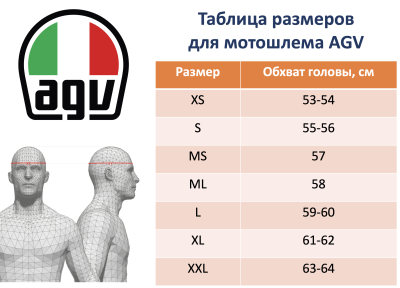 Таблица размеров
для мотошлема AGV
agv
Размер Обхват головы, см
XS 53-54
S 55-56
MS 57
ML 58
L 59-60
XL 61-62
XXL 63-64